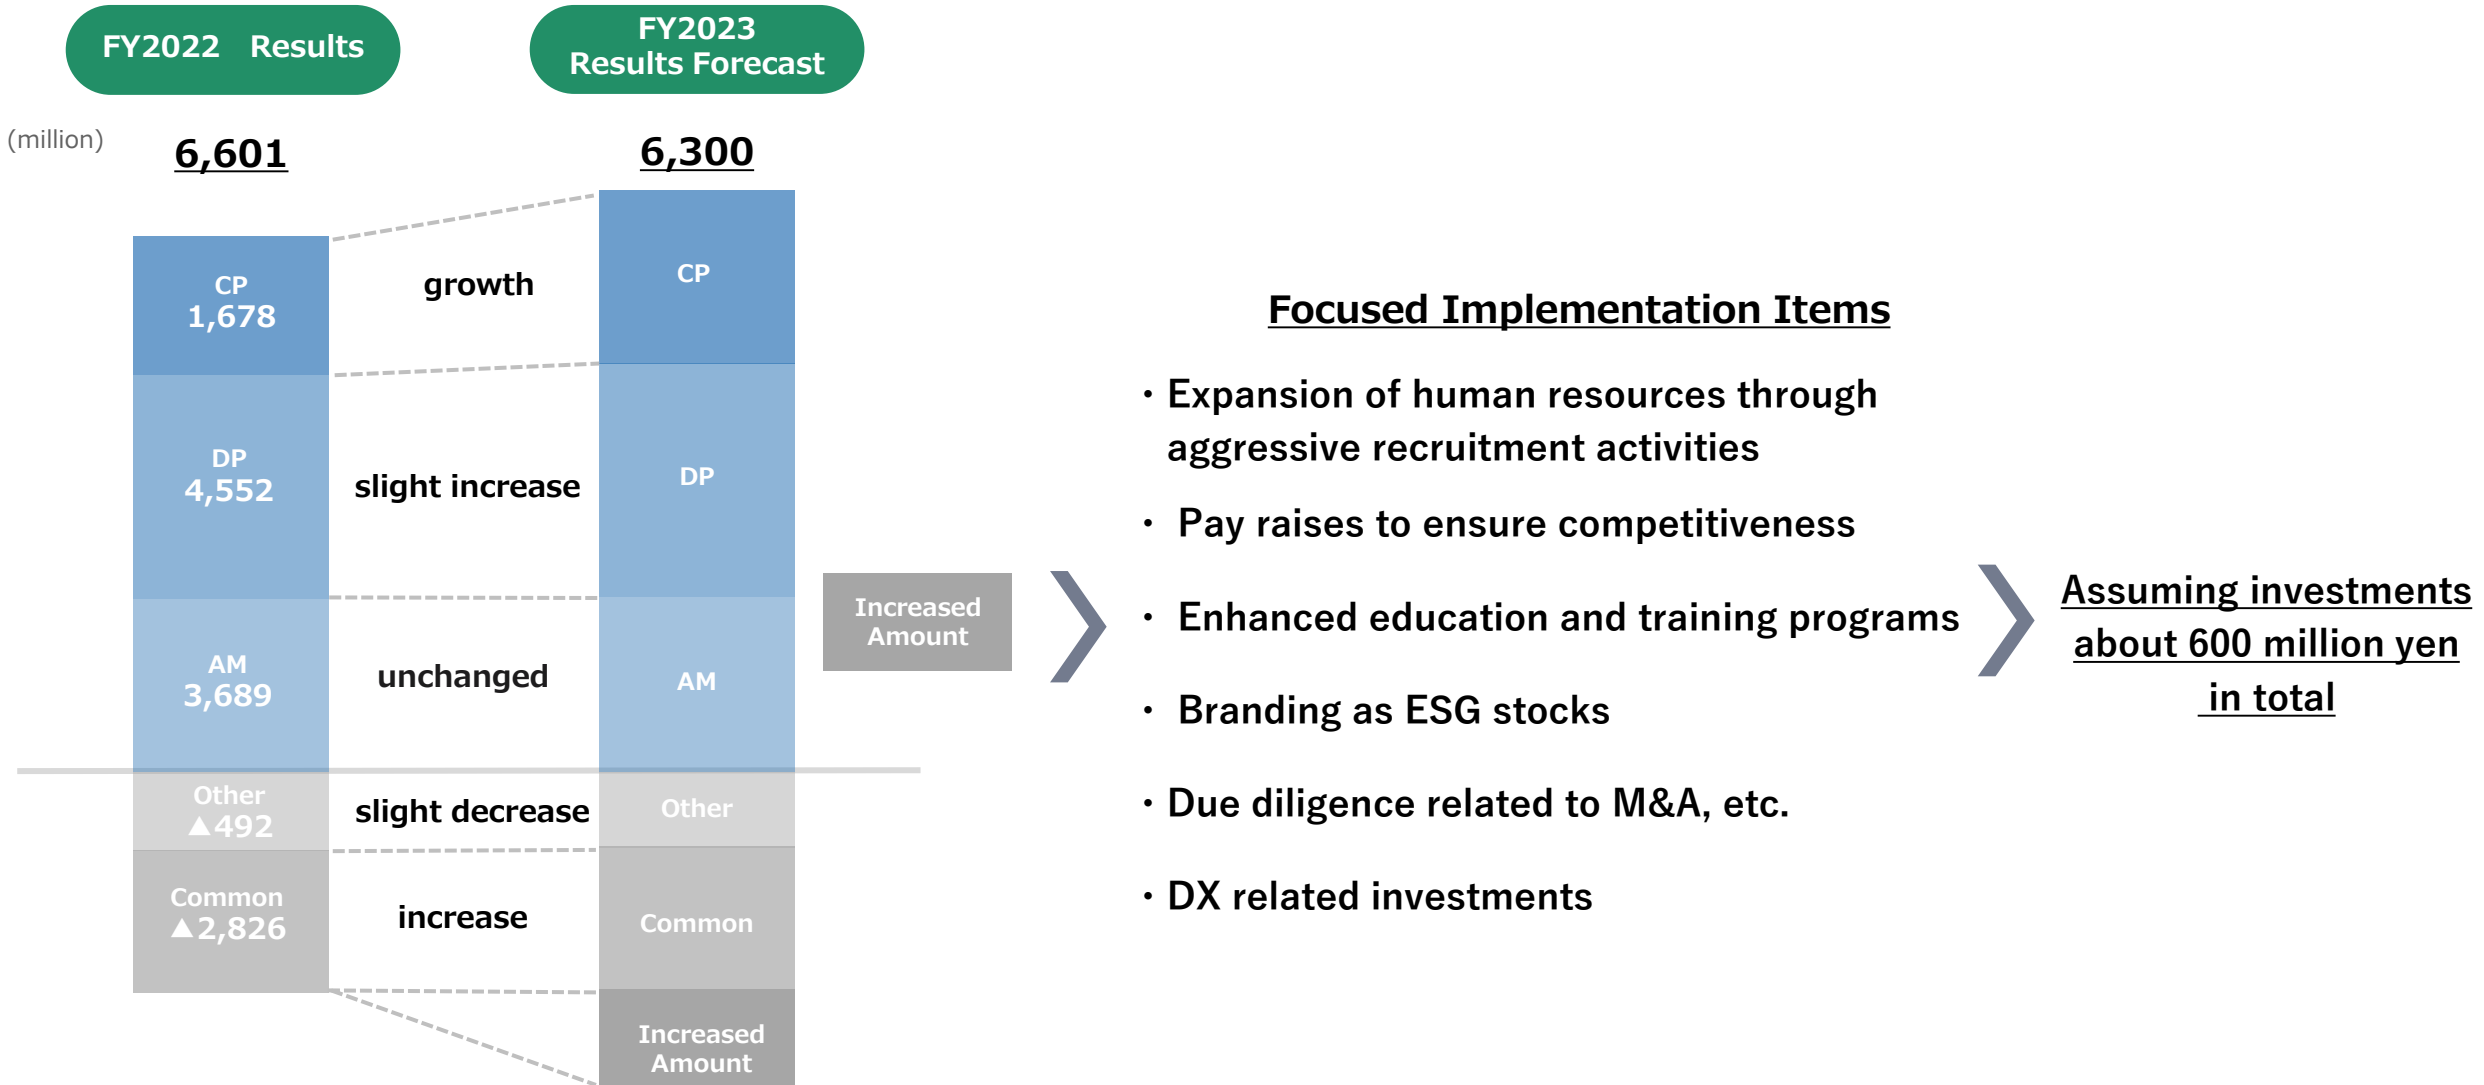 FY2022 Results
FY2023
Results Forecast
(million)
6,601
6,300
CP
1,678
growth
CP
DP
4,552
slight increase
DP
AM
3,689
unchanged
AM
Other
▲492
slight decrease
Other
Common
▲2,826
increase
Common
Increased
Amount
Increased
Amount
Focused Implementation Items
・Expansion of human resources through
aggressive recruitment activities
・ Pay raises to ensure competitiveness
・ Enhanced education and training programs
・ Branding as ESG stocks
・Due diligence related to M&A, etc.
・DX related investments
Assuming investments
about 600 million yen
in total